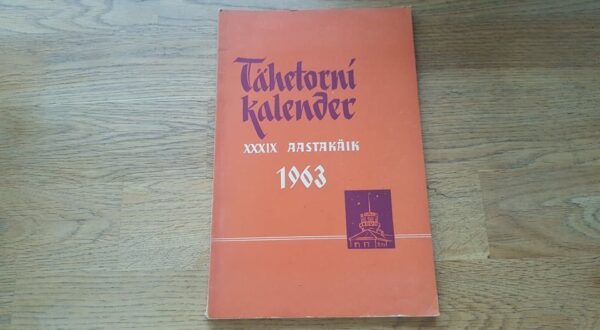 Tähetorni
kalender
XXXIX AASTAKÄIK
1963